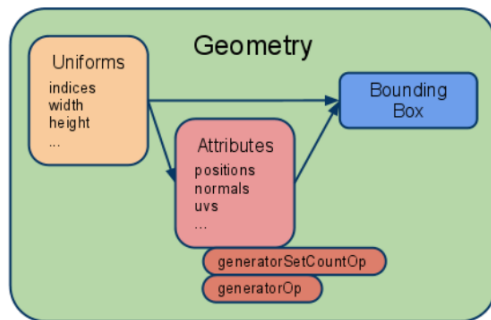 Geometry
Uniforms
indices
width
height
...
Bounding
Box
Attributes
positions
normals
uvs
...
generatorSetCountOp
generatorOp